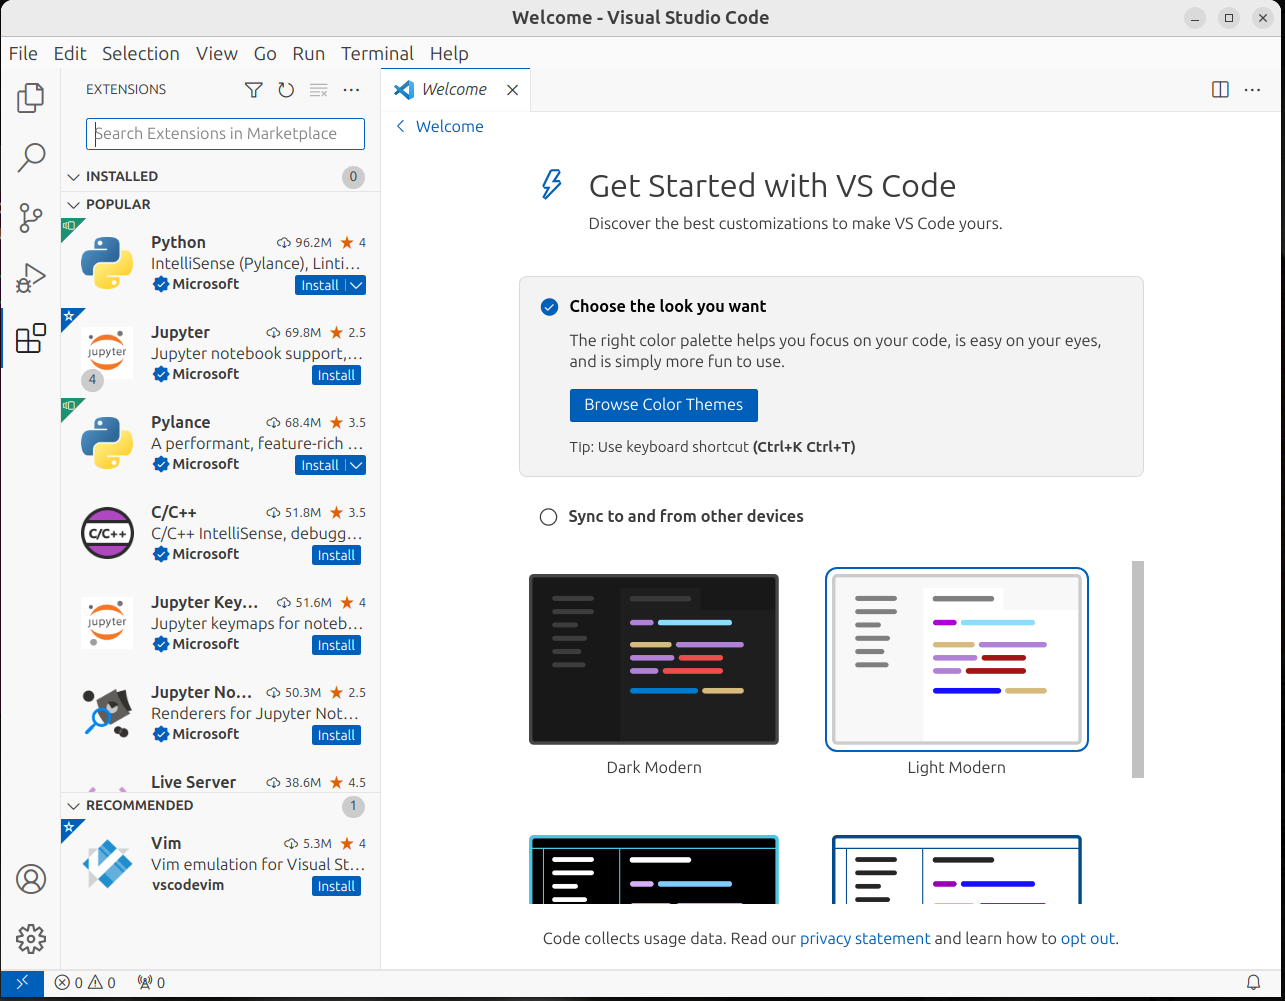 Welcome - Visual Studio Code
File Edit Selection View Go Run Terminal Help
EXTENSIONS
Search Extensions in Marketplace
INSTALLED 0
POPULAR
Python 96.2M 4
IntelliSense (Pylance), Linti...
Microsoft Install
Jupyter 69.8M 2.5
Jupyter notebook support,...
Microsoft Install
jupyter
4
Pylance 68.4M 3.5
A performant, feature-rich ...
Microsoft Install
C/C++ 51.8M 3.5
C/C++ IntelliSense, debugg...
Microsoft Install
C/C++
Jupyter Key... 51.6M 4
Jupyter keymaps for noteb...
Microsoft Install
jupyter
Jupyter No... 50.3M 2.5
Renderers for Jupyter Not...
Microsoft Install
Live Server 38.6M 4.5
RECOMMENDED 1
Vim 5.3M 4
Vim emulation for Visual St...
vscodevim Install
Welcome
Welcome
Get Started with VS Code
Discover the best customizations to make VS Code yours.
Choose the look you want
The right color palette helps you focus on your code, is easy on your eyes,
and is simply more fun to use.
Browse Color Themes
Tip: Use keyboard shortcut (Ctrl+K Ctrl+T)
Sync to and from other devices
Dark Modern Light Modern
Code collects usage data. Read our privacy statement and learn how to opt out.
0 0 0